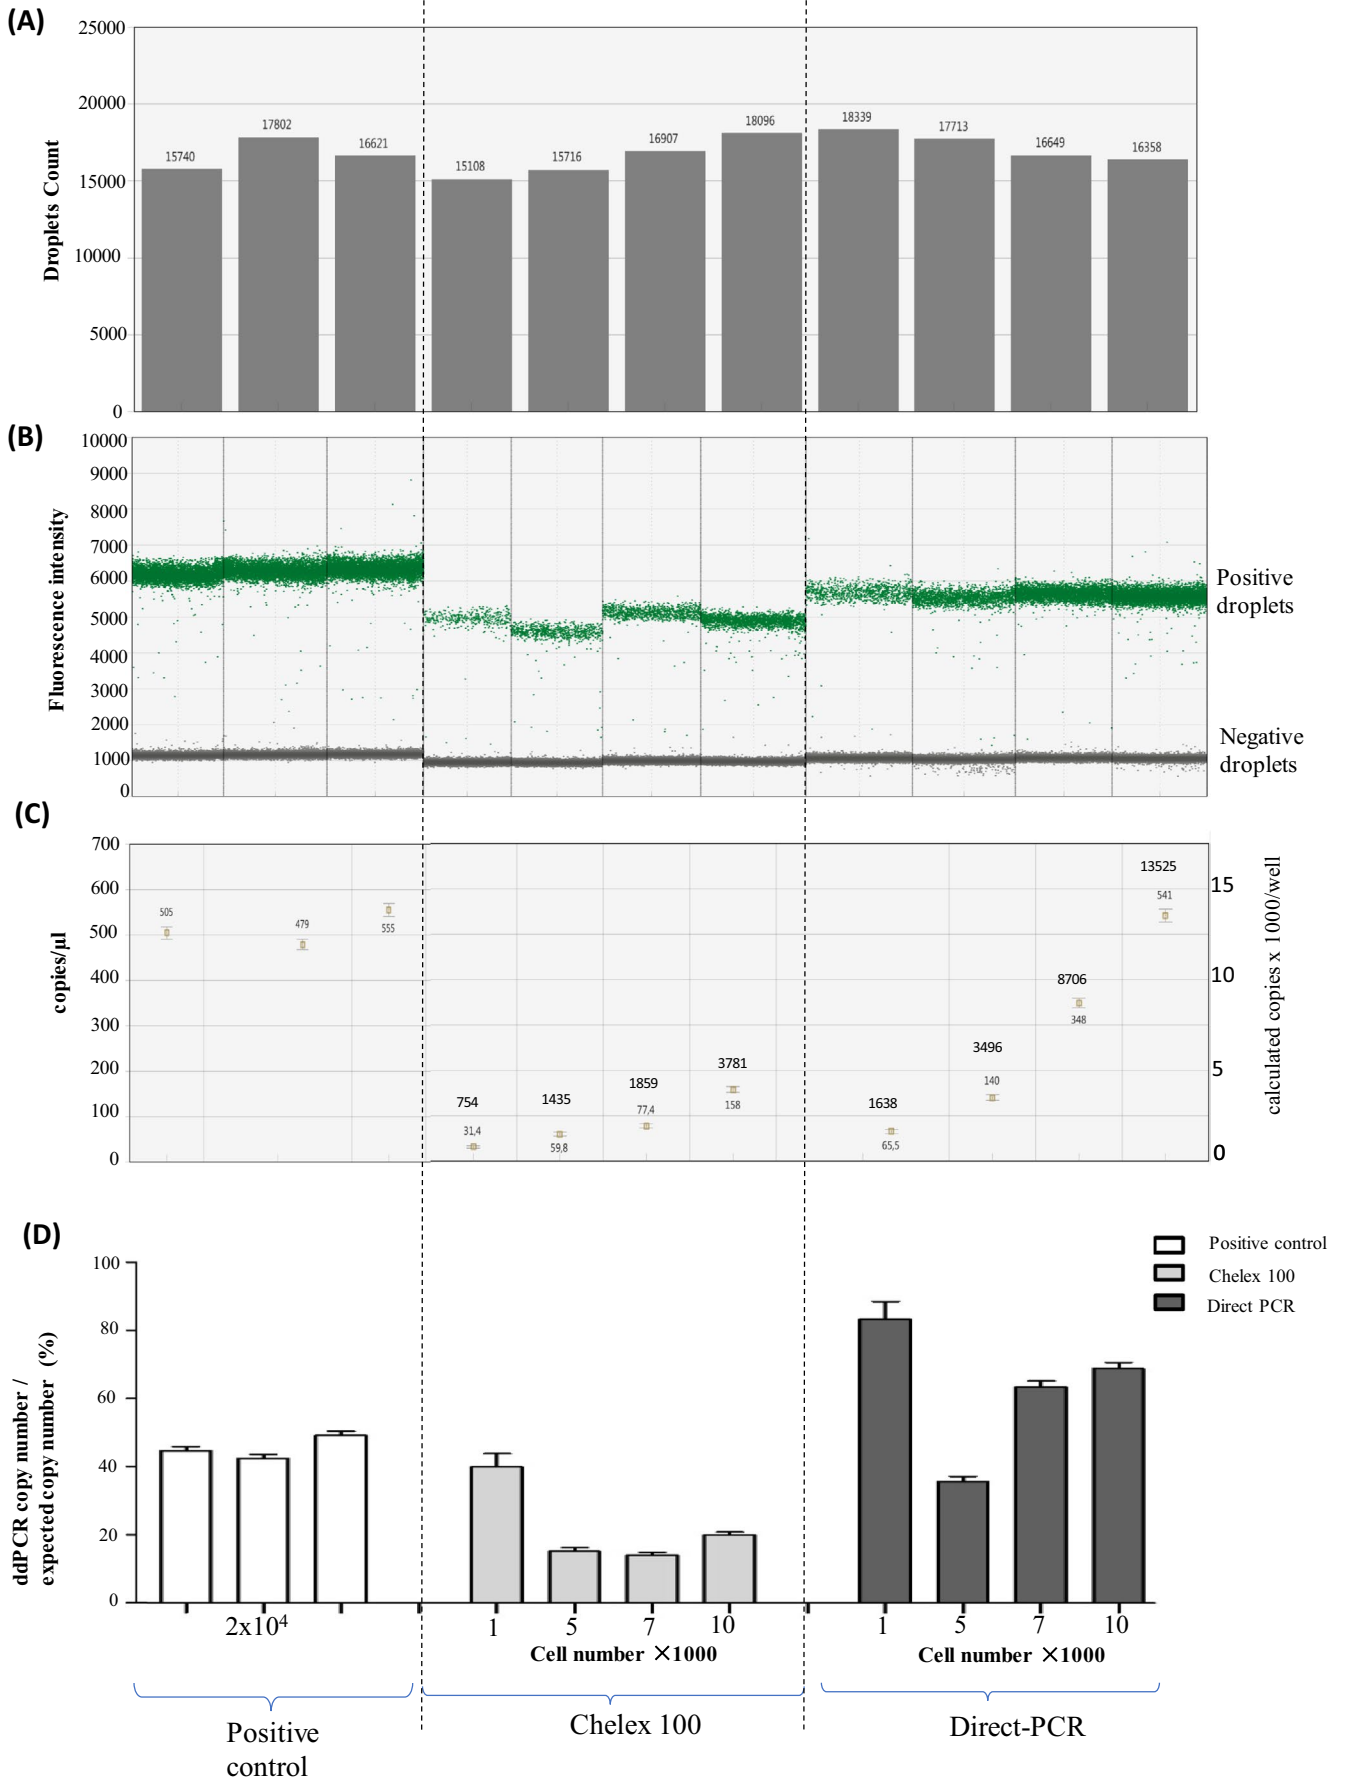 (A)
Droplets Count
25000
20000
15000
10000
5000
0
15740
17802
16621
15108
15716
16907
18096
18339
17713
16649
16358
(B)
Fluorescence intensity
10000
9000
8000
7000
6000
5000
4000
3000
2000
1000
0
Positive
droplets
Negative
droplets
(C)
copies/µl
700
600
500
400
300
200
100
0
505
479
555
754
31,4
1435
59,8
1859
77,4
3781
158
1638
65,5
3496
140
8706
348
13525
541
15
10
5
0
calculated copies x 1000/well
(D)
ddPCR copy number /
expected copy number (%)
100
80
60
40
20
0
Positive control
Chelex 100
Direct PCR
2x10⁴
1 5 7 10
Cell number ×1000
1 5 7 10
Cell number ×1000
Positive
control
Chelex 100
Direct-PCR